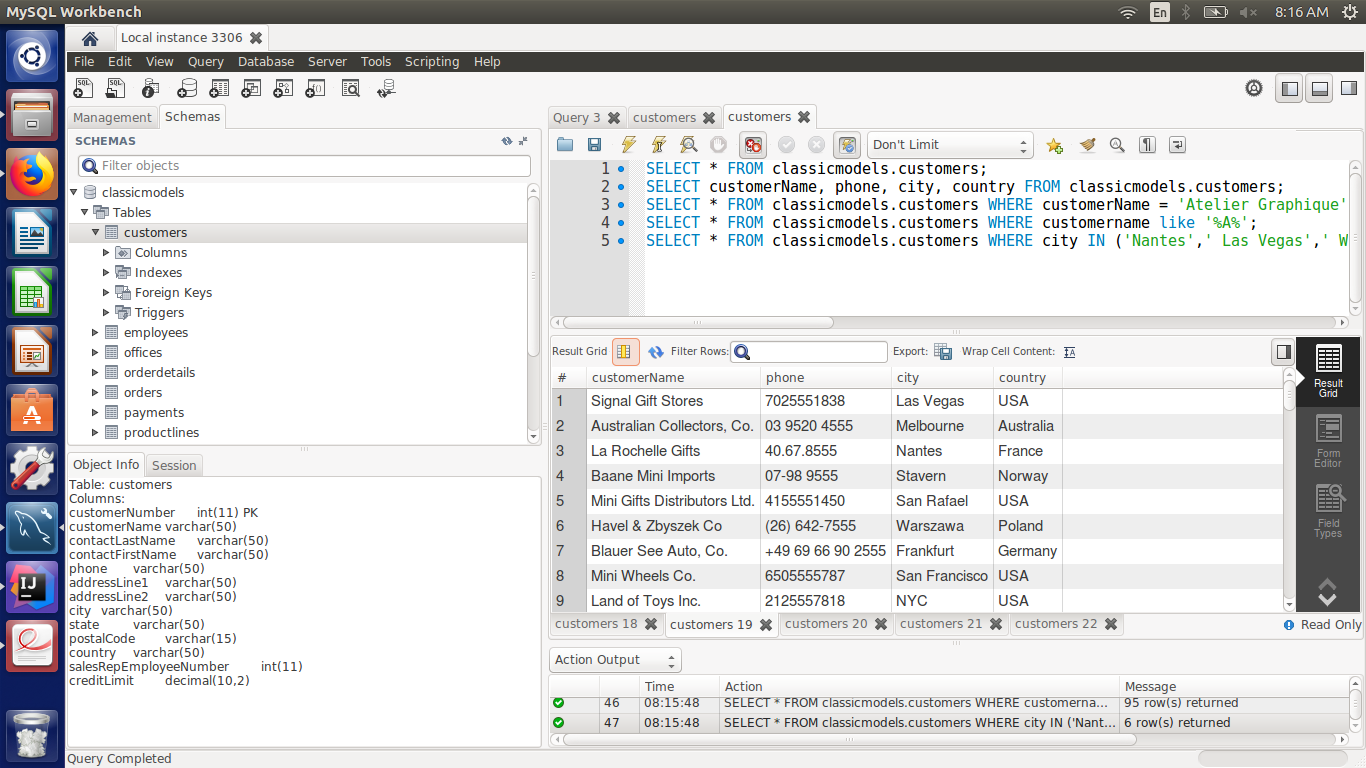 MySQL Workbench
En
8:16 AM
Local instance 3306
File Edit View Query Database Server Tools Scripting Help
Management Schemas
SCHEMAS
Filter objects
classicmodels
Tables
customers
Columns
Indexes
Foreign Keys
Triggers
employees
offices
orderdetails
orders
payments
productlines
Object Info Session
Table: customers
Columns:
customerNumber int(11) PK
customerName varchar(50)
contactLastName varchar(50)
contactFirstName varchar(50)
phone varchar(50)
addressLine1 varchar(50)
addressLine2 varchar(50)
city varchar(50)
state varchar(50)
postalCode varchar(15)
country varchar(50)
salesRepEmployeeNumber int(11)
creditLimit decimal(10,2)
Query Completed
Query 3 customers customers
Don't Limit
1 SELECT * FROM classicmodels.customers;
2 SELECT customerName, phone, city, country FROM classicmodels.customers;
3 SELECT * FROM classicmodels.customers WHERE customerName = 'Atelier Graphique'
4 SELECT * FROM classicmodels.customers WHERE customername like '%A%';
5 SELECT * FROM classicmodels.customers WHERE city IN ('Nantes',' Las Vegas',' W
Result Grid Filter Rows: Export: Wrap Cell Content:
# customerName phone city country
1 Signal Gift Stores 7025551838 Las Vegas USA
2 Australian Collectors, Co. 03 9520 4555 Melbourne Australia
3 La Rochelle Gifts 40.67.8555 Nantes France
4 Baane Mini Imports 07-98 9555 Stavern Norway
5 Mini Gifts Distributors Ltd. 4155551450 San Rafael USA
6 Havel & Zbyszek Co (26) 642-7555 Warszawa Poland
7 Blauer See Auto, Co. +49 69 66 90 2555 Frankfurt Germany
8 Mini Wheels Co. 6505555787 San Francisco USA
9 Land of Toys Inc. 2125557818 NYC USA
Result
Grid
Form
Editor
Field
Types
customers 18 customers 19 customers 20 customers 21 customers 22
Read Only
Action Output
Time Action Message
46 08:15:48 SELECT * FROM classicmodels.customers WHERE customerna... 95 row(s) returned
47 08:15:48 SELECT * FROM classicmodels.customers WHERE city IN ('Nant... 6 row(s) returned
SQL
SQL
IJ